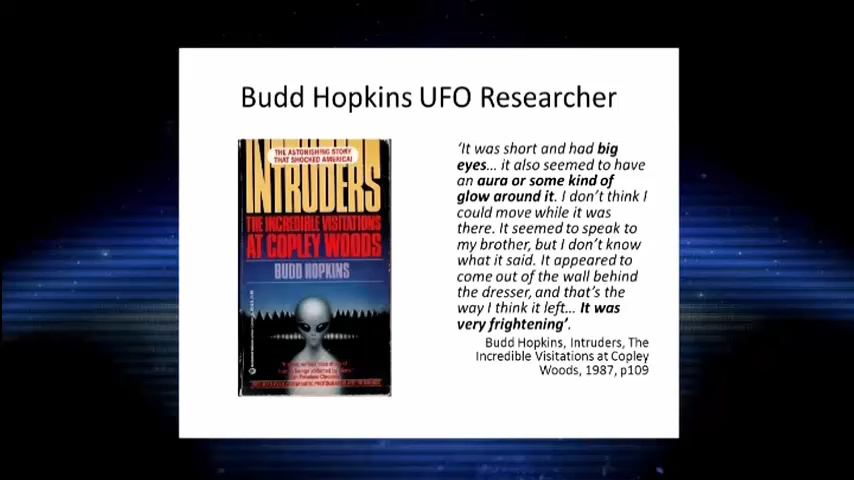 Budd Hopkins UFO Researcher
THE ASTONISHING STORY
THAT SHOCKED AMERICA!
INTRUDERS
THE INCREDIBLE VISITATIONS
AT COPLEY WOODS
BUDD HOPKINS
‘It was short and had big
eyes... it also seemed to have
an aura or some kind of
glow around it. I don’t think I
could move while it was
there. It seemed to speak to
my brother, but I don’t know
what it said. It appeared to
come out of the wall behind
the dresser, and that’s the
way I think it left... It was
very frightening’.
Budd Hopkins, Intruders, The
Incredible Visitations at Copley
Woods, 1987, p109